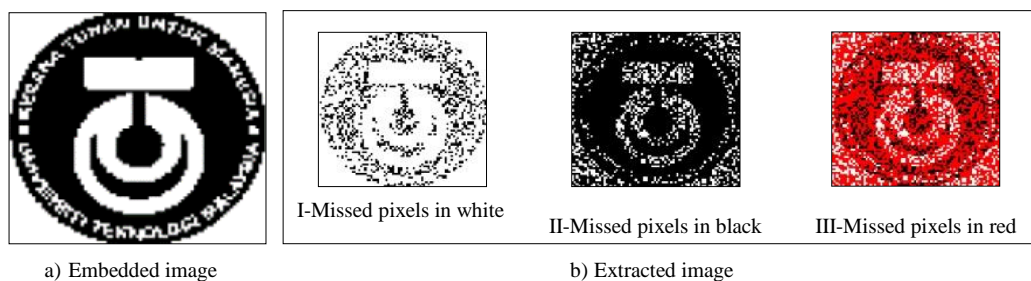 KERANA TUHAN UNTUK MANUSIA
UNIVERSITI TEKNOLOGI MALAYSIA
I-Missed pixels in white
II-Missed pixels in black
III-Missed pixels in red
a) Embedded image
b) Extracted image